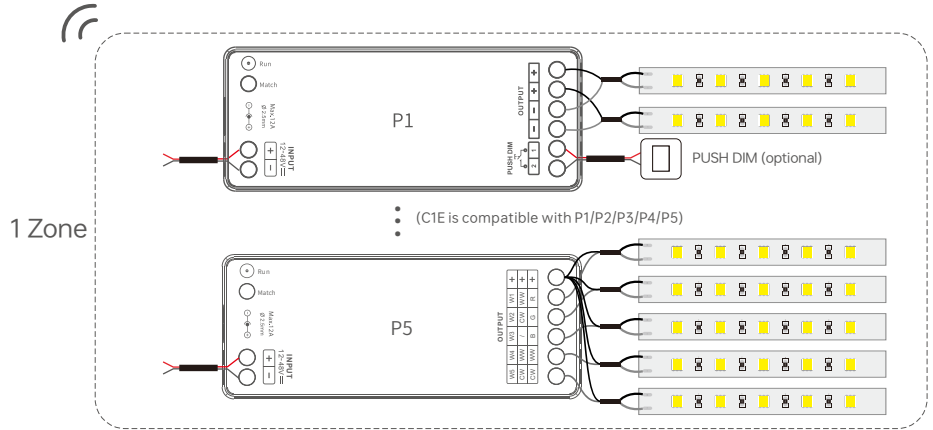 1 Zone
Run
Match
Max.12A
Ø 2.5mm
+
−
INPUT
12~48V
P1
OUTPUT
+
+
−
−
PUSH DIM
1
2
PUSH DIM (optional)
(C1E is compatible with P1/P2/P3/P4/P5)
Run
Match
Max.12A
Ø 2.5mm
+
−
INPUT
12~48V
P5
OUTPUT
+ + +
W1 WW R
W2 CW G
W3 / B
W4 WW WW
W5 CW CW